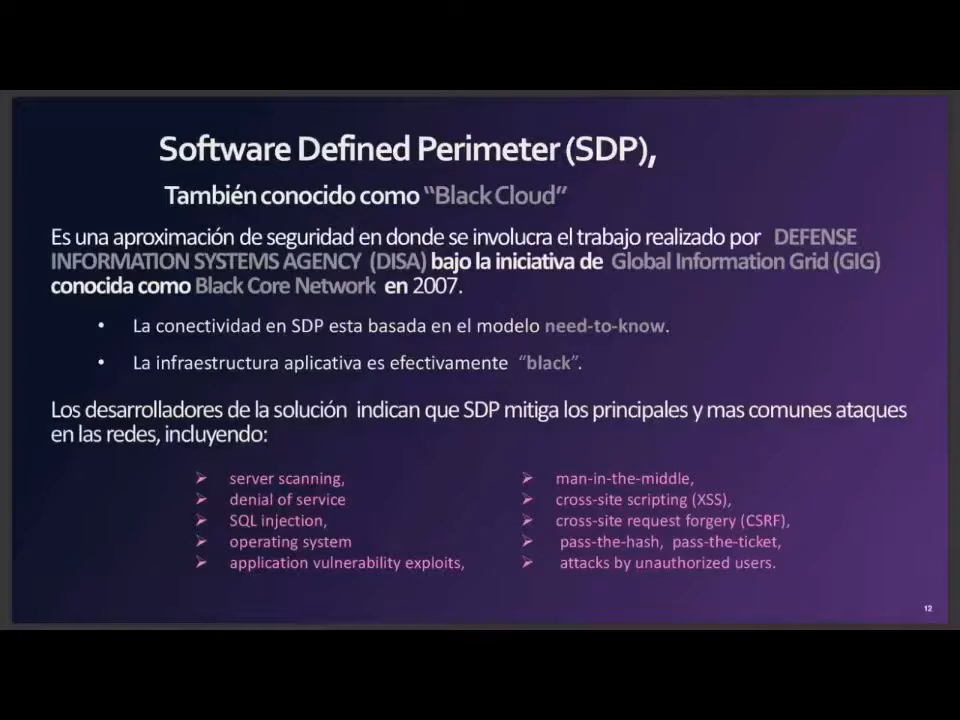 Software Defined Perimeter (SDP),
También conocido como “Black Cloud”
Es una aproximación de seguridad en donde se involucra el trabajo realizado por DEFENSE
INFORMATION SYSTEMS AGENCY (DISA) bajo la iniciativa de Global Information Grid (GIG)
conocida como Black Core Network en 2007.
• La conectividad en SDP esta basada en el modelo need-to-know.
• La infraestructura aplicativa es efectivamente “black”.
Los desarrolladores de la solución indican que SDP mitiga los principales y mas comunes ataques
en las redes, incluyendo:
➢ server scanning,
➢ denial of service
➢ SQL injection,
➢ operating system
➢ application vulnerability exploits,
➢ man-in-the-middle,
➢ cross-site scripting (XSS),
➢ cross-site request forgery (CSRF),
➢ pass-the-hash, pass-the-ticket,
➢ attacks by unauthorized users.
12